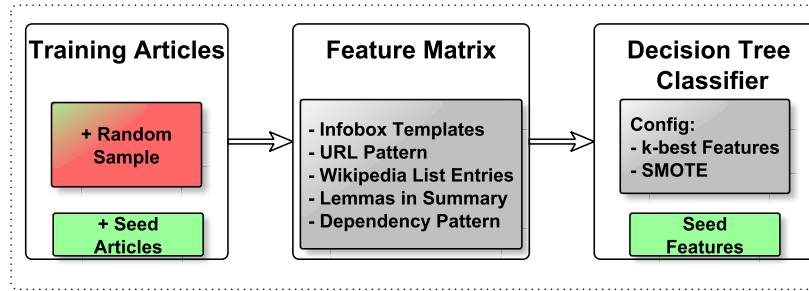 Training Articles
+ Random
Sample
+ Seed
Articles
Feature Matrix
- Infobox Templates
- URL Pattern
- Wikipedia List Entries
- Lemmas in Summary
- Dependency Pattern
Decision Tree
Classifier
Config:
- k-best Features
- SMOTE
Seed
Features